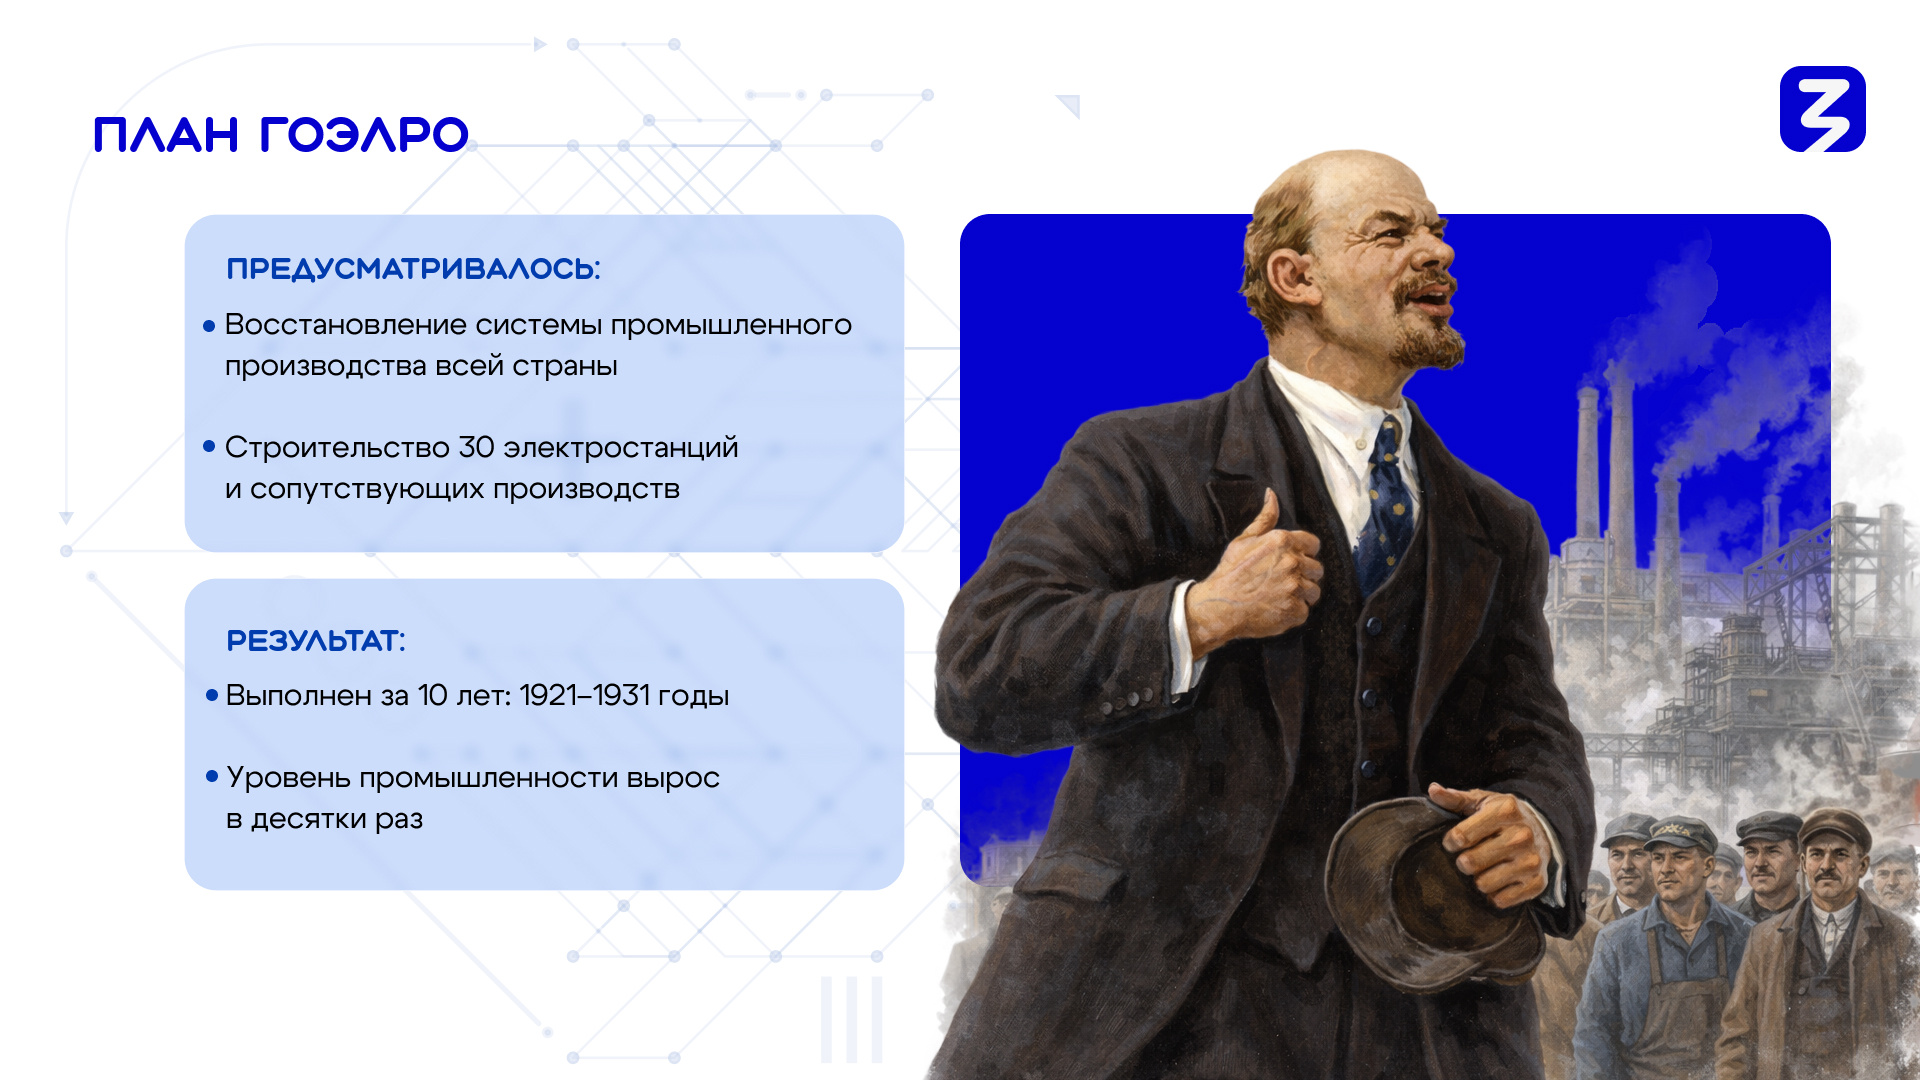 ПЛАН ГОЭЛРО
ПРЕДУСМАТРИВАЛОСЬ:
• Восстановление системы промышленного
производства всей страны
• Строительство 30 электростанций
и сопутствующих производств
РЕЗУЛЬТАТ:
• Выполнен за 10 лет: 1921–1931 годы
• Уровень промышленности вырос
в десятки раз